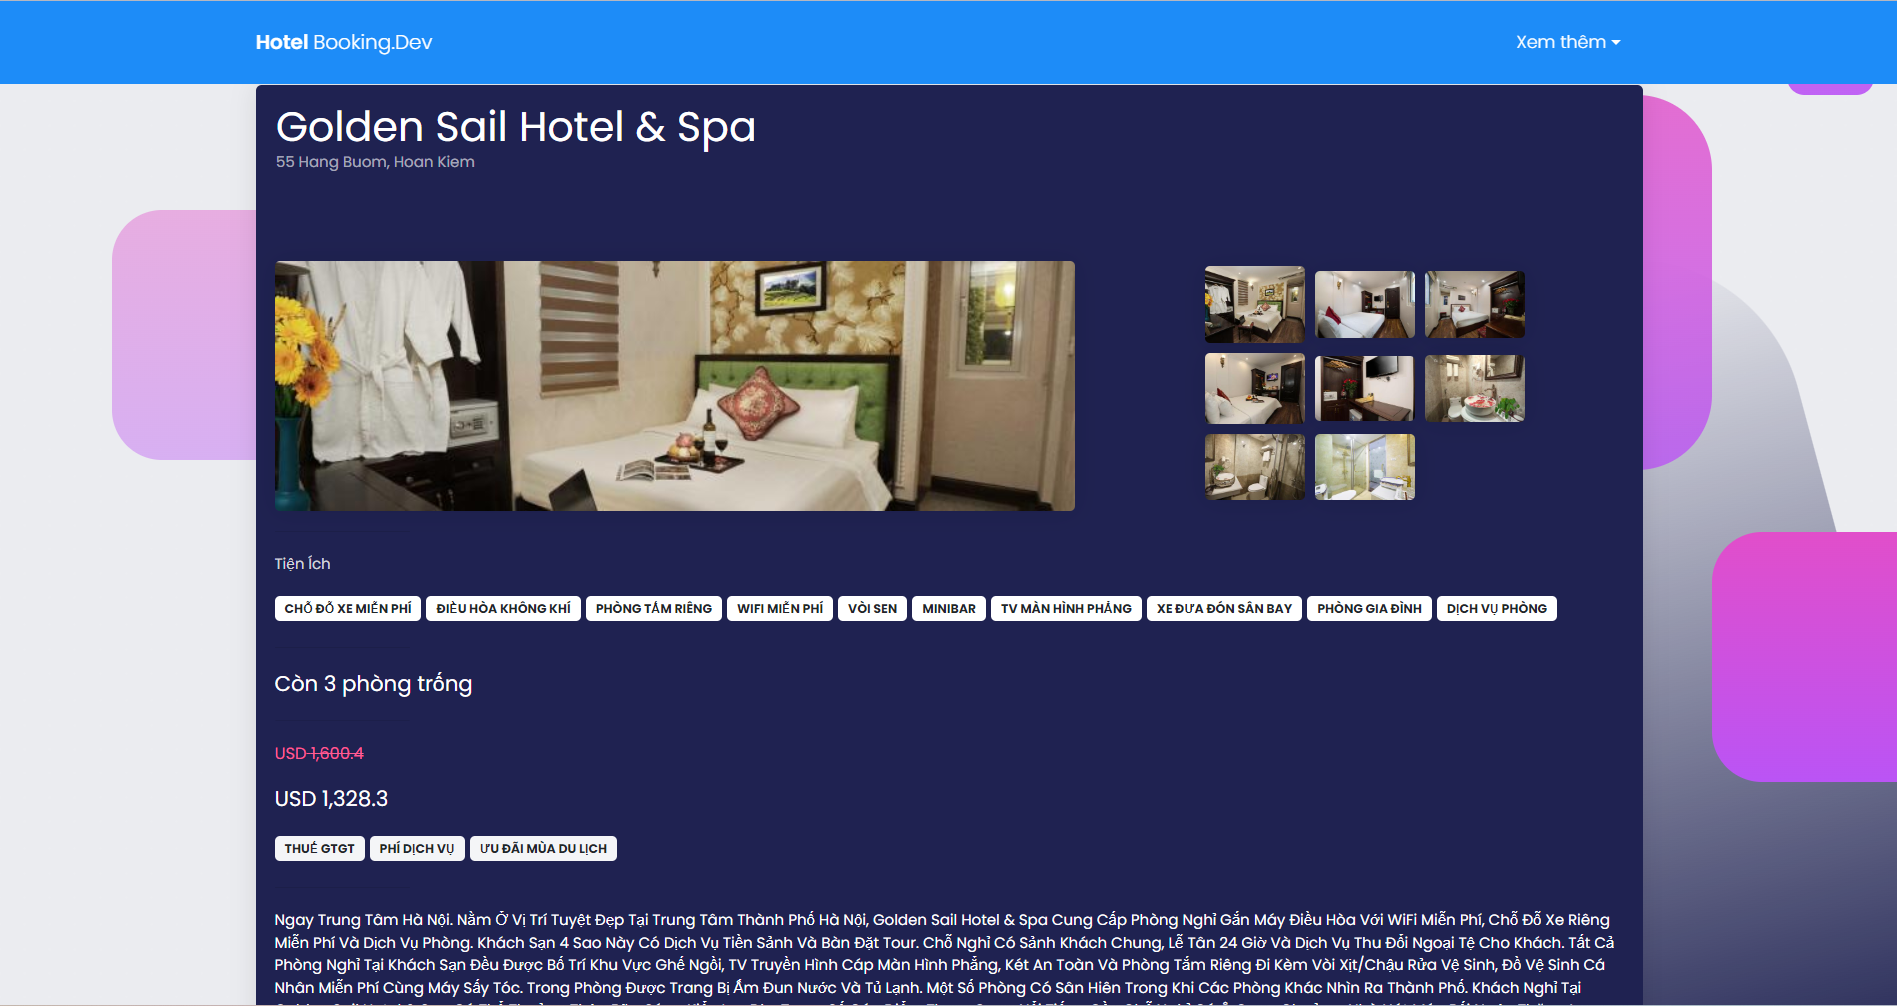 Hotel Booking.Dev
Xem thêm
Golden Sail Hotel & Spa
55 Hang Buom, Hoan Kiem
Tiện Ích
CHỖ ĐỖ XE MIỄN PHÍ ĐIỀU HÒA KHÔNG KHÍ PHÒNG TẮM RIÊNG WIFI MIỄN PHÍ VÒI SEN MINIBAR TV MÀN HÌNH PHẲNG XE ĐƯA ĐÓN SÂN BAY PHÒNG GIA ĐÌNH DỊCH VỤ PHÒNG
Còn 3 phòng trống
USD 1,600.4
USD 1,328.3
THUẾ GTGT PHÍ DỊCH VỤ ƯU ĐÃI MÙA DU LỊCH
Ngay Trung Tâm Hà Nội. Nằm Ở Vị Trí Tuyệt Đẹp Tại Trung Tâm Thành Phố Hà Nội, Golden Sail Hotel & Spa Cung Cấp Phòng Nghỉ Gắn Máy Điều Hòa Với WiFi Miễn Phí, Chỗ Đỗ Xe Riêng
Miễn Phí Và Dịch Vụ Phòng. Khách Sạn 4 Sao Này Có Dịch Vụ Tiền Sảnh Và Bàn Đặt Tour. Chỗ Nghỉ Có Sảnh Khách Chung, Lễ Tân 24 Giờ Và Dịch Vụ Thu Đổi Ngoại Tệ Cho Khách. Tất Cả
Phòng Nghỉ Tại Khách Sạn Đều Được Bố Trí Khu Vực Ghế Ngồi, TV Truyền Hình Cáp Màn Hình Phẳng, Két An Toàn Và Phòng Tắm Riêng Đi Kèm Vòi Xịt/Chậu Rửa Vệ Sinh, Đồ Vệ Sinh Cá
Nhân Miễn Phí Cùng Máy Sấy Tóc. Trong Phòng Được Trang Bị Ấm Đun Nước Và Tủ Lạnh. Một Số Phòng Có Sân Hiên Trong Khi Các Phòng Khác Nhìn Ra Thành Phố. Khách Nghỉ Tại